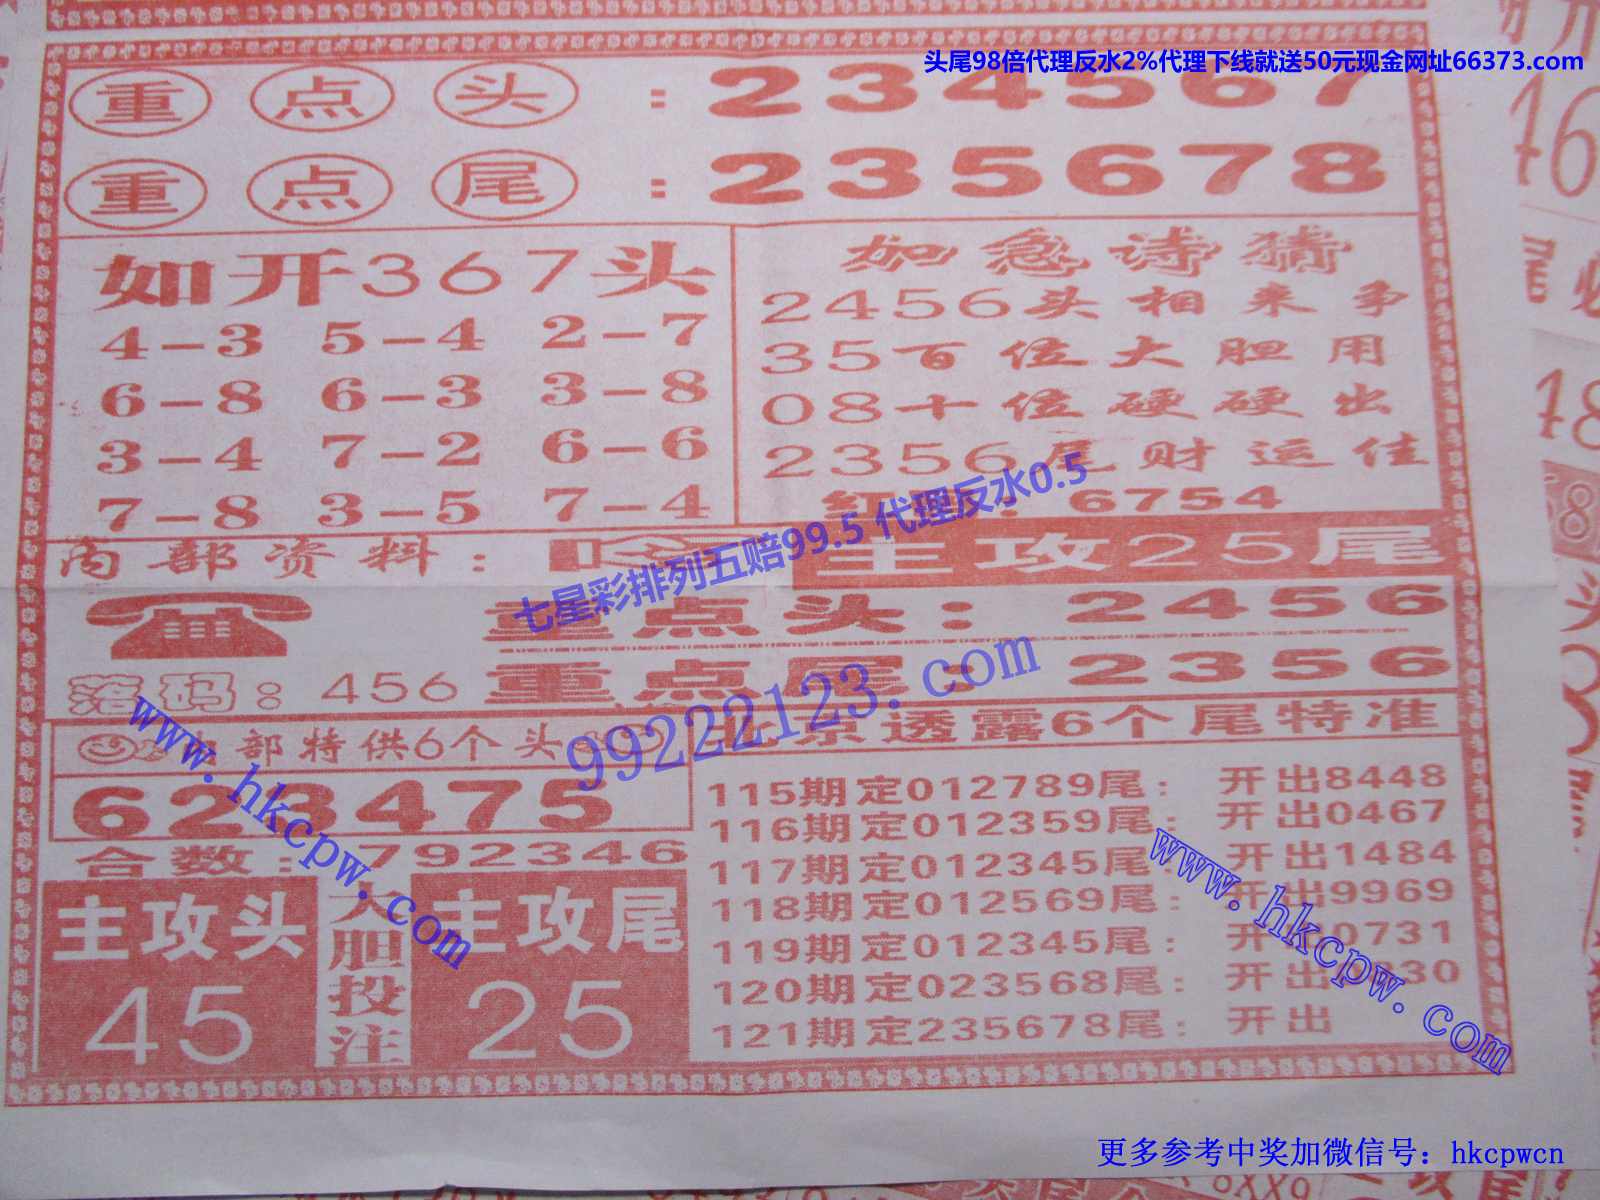 头尾98倍代理反水2%代理下线就送50元现金网址66373.com
重点头：234567
重点尾：235678
如开367头
4-3 5-4 2-7
6-8 6-3 3-8
3-4 7-2 6-6
7-8 3-5 7-4
如急诗猜
2456头相来争
35百位大胆用
08十位硬硬出
2356尾财运佳
6754
内部资料：
主攻25尾
重点头：2456
重点尾：2356
落码：456
七星彩排列五赔99.5 代理反水0.5
99222123.com
www.hkcpw.com
部特供6个头
623475
合数：792346
主攻头
45
大胆投注
主攻尾
25
北京透露6个尾特准
115期定012789尾：开出8448
116期定012359尾：开出0467
117期定012345尾：开出1484
118期定012569尾：开出9969
119期定012345尾：开 0731
120期定023568尾：开出 30
121期定235678尾：开出
www.hkcpw.com
更多参考中奖加微信号：hkcpwcn
16
尾
18
8
头